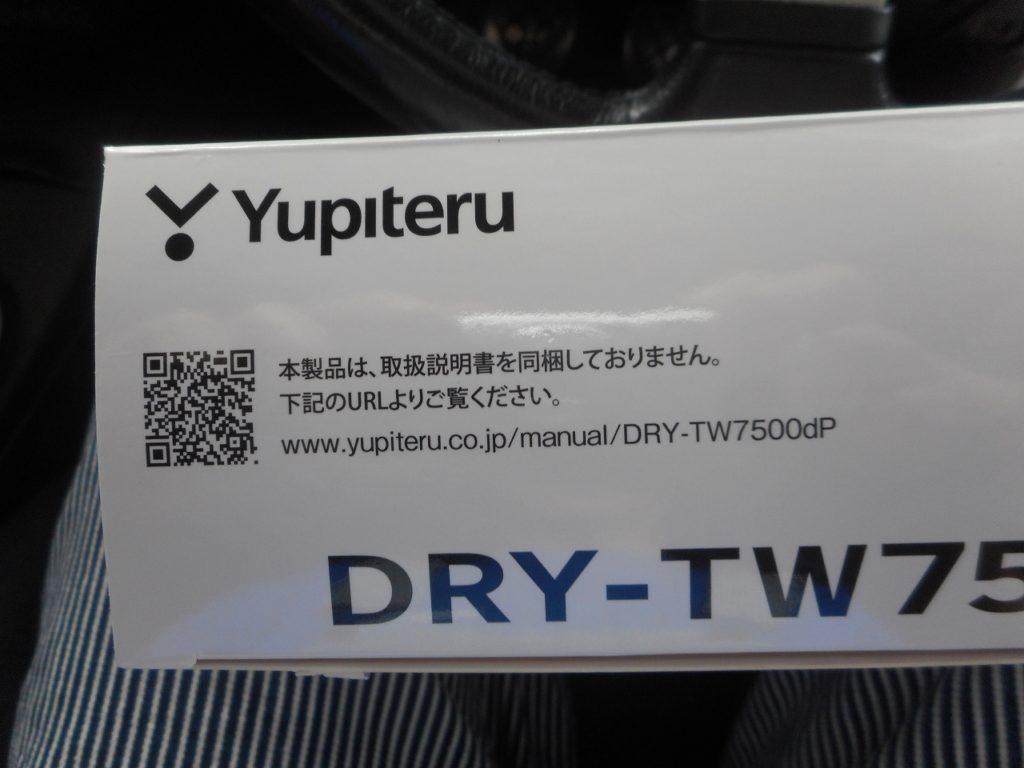 Yupiteru
本製品は、取扱説明書を同梱しておりません。
下記のURLよりご覧ください。
www.yupiteru.co.jp/manual/DRY-TW7500dP
DRY-TW75